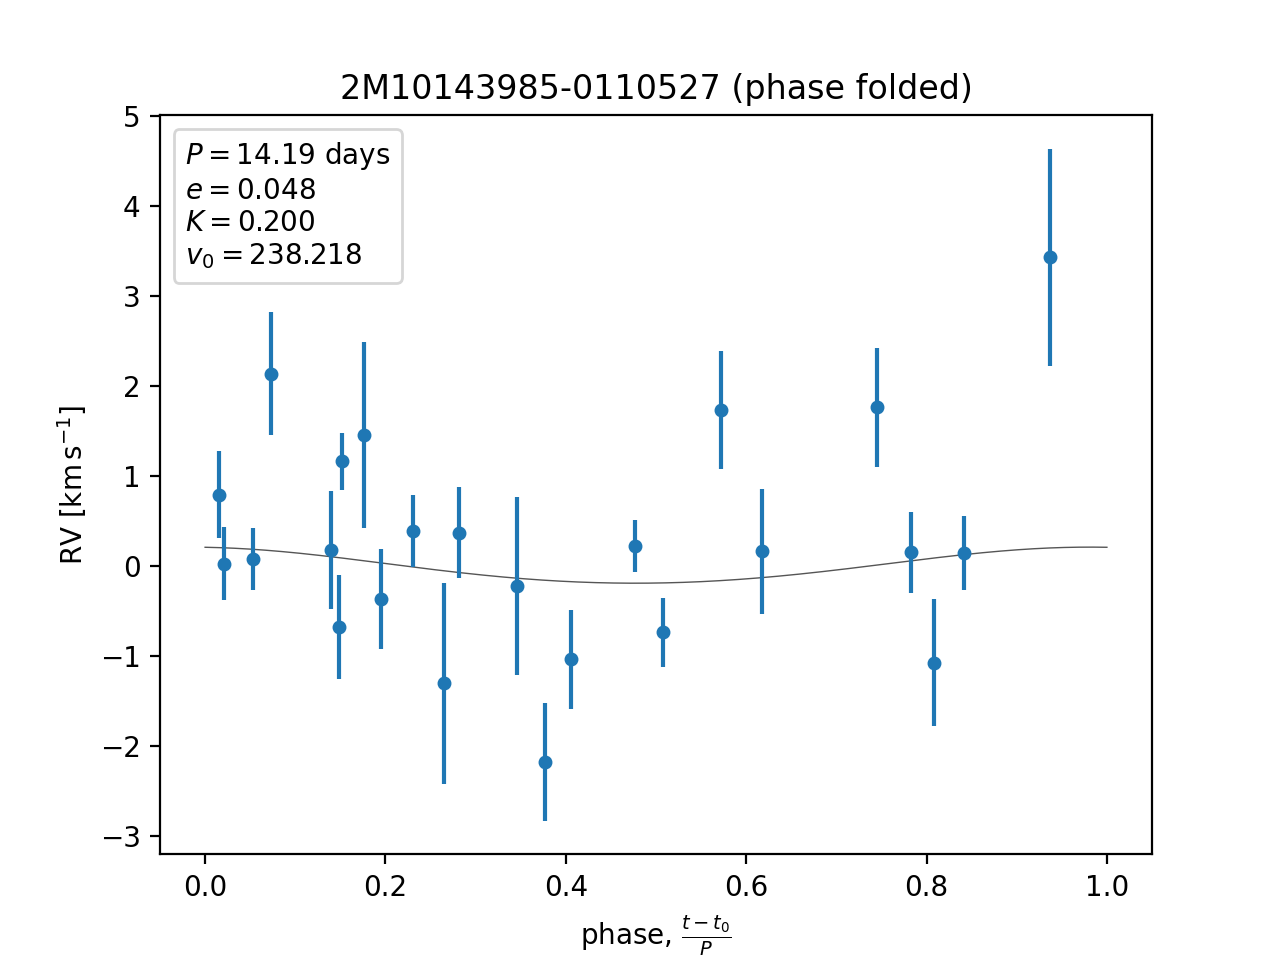 2M10143985-0110527 (phase folded)
P = 14.19 days
e = 0.048
K = 0.200
v₀ = 238.218
5
4
3
2
1
0
−1
−2
−3
RV [km s⁻¹]
0.0 0.2 0.4 0.6 0.8 1.0
phase, (t − t₀)/P